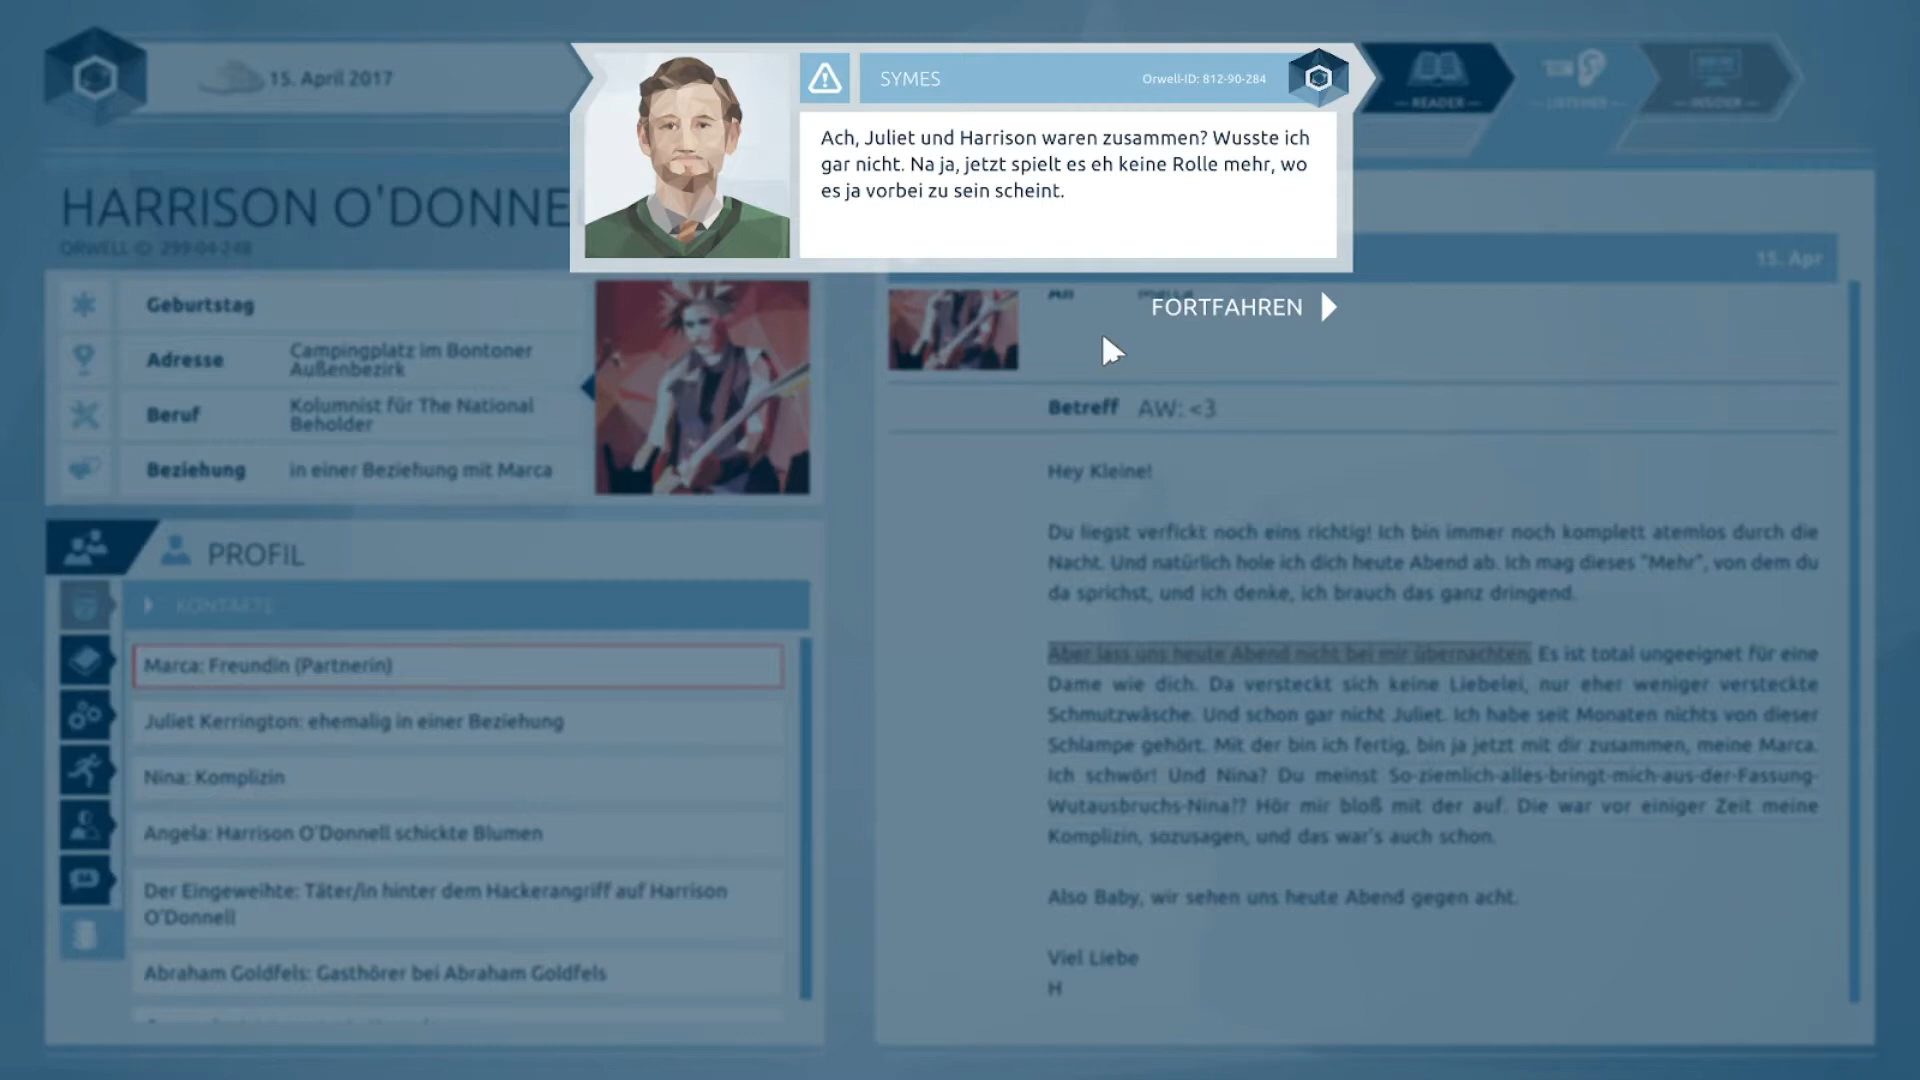 15. April 2017
SYMES
Orwell-ID: 812-90-284
Ach, Juliet und Harrison waren zusammen? Wusste ich
gar nicht. Na ja, jetzt spielt es eh keine Rolle mehr, wo
es ja vorbei zu sein scheint.
FORTFAHREN
READER
LISTENER
INSIDER
HARRISON O'DONNE
ORWELL ID: 299-04-248
Geburtstag
Adresse
Campingplatz im Bontoner
Außenbezirk
Beruf
Kolumnist für The National
Beholder
Beziehung
in einer Beziehung mit Marca
PROFIL
KONTAKTE
Marca: Freundin (Partnerin)
Juliet Kerrington: ehemalig in einer Beziehung
Nina: Komplizin
Angela: Harrison O'Donnell schickte Blumen
Der Eingeweihte: Täter/in hinter dem Hackerangriff auf Harrison
O'Donnell
Abraham Goldfels: Gasthörer bei Abraham Goldfels
15. Apr
An
Betreff AW: <3
Hey Kleine!
Du liegst verfickt noch eins richtig! Ich bin immer noch komplett atemlos durch die
Nacht. Und natürlich hole ich dich heute Abend ab. Ich mag dieses "Mehr", von dem du
da sprichst, und ich denke, ich brauch das ganz dringend.
Aber lass uns heute Abend nicht bei mir übernachten. Es ist total ungeeignet für eine
Dame wie dich. Da versteckt sich keine Liebelei, nur eher weniger versteckte
Schmutzwäsche. Und schon gar nicht Juliet. Ich habe seit Monaten nichts von dieser
Schlampe gehört. Mit der bin ich fertig, bin ja jetzt mit dir zusammen, meine Marca.
Ich schwör! Und Nina? Du meinst So-ziemlich-alles-bringt-mich-aus-der-Fassung-
Wutausbruchs-Nina!? Hör mir bloß mit der auf. Die war vor einiger Zeit meine
Komplizin, sozusagen, und das war's auch schon.
Also Baby, wir sehen uns heute Abend gegen acht.
Viel Liebe
H